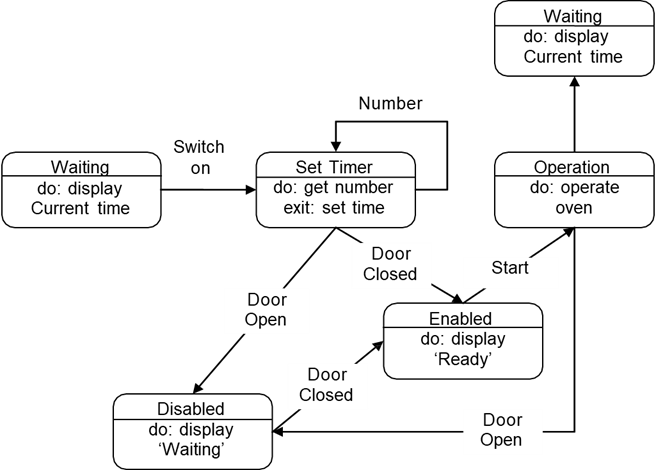 Waiting
do: display
Current time
Number
Switch
on
Waiting
do: display
Current time
Set Timer
do: get number
exit: set time
Operation
do: operate
oven
Door
Closed
Start
Door
Open
Enabled
do: display
‘Ready’
Door
Closed
Disabled
do: display
‘Waiting’
Door
Open